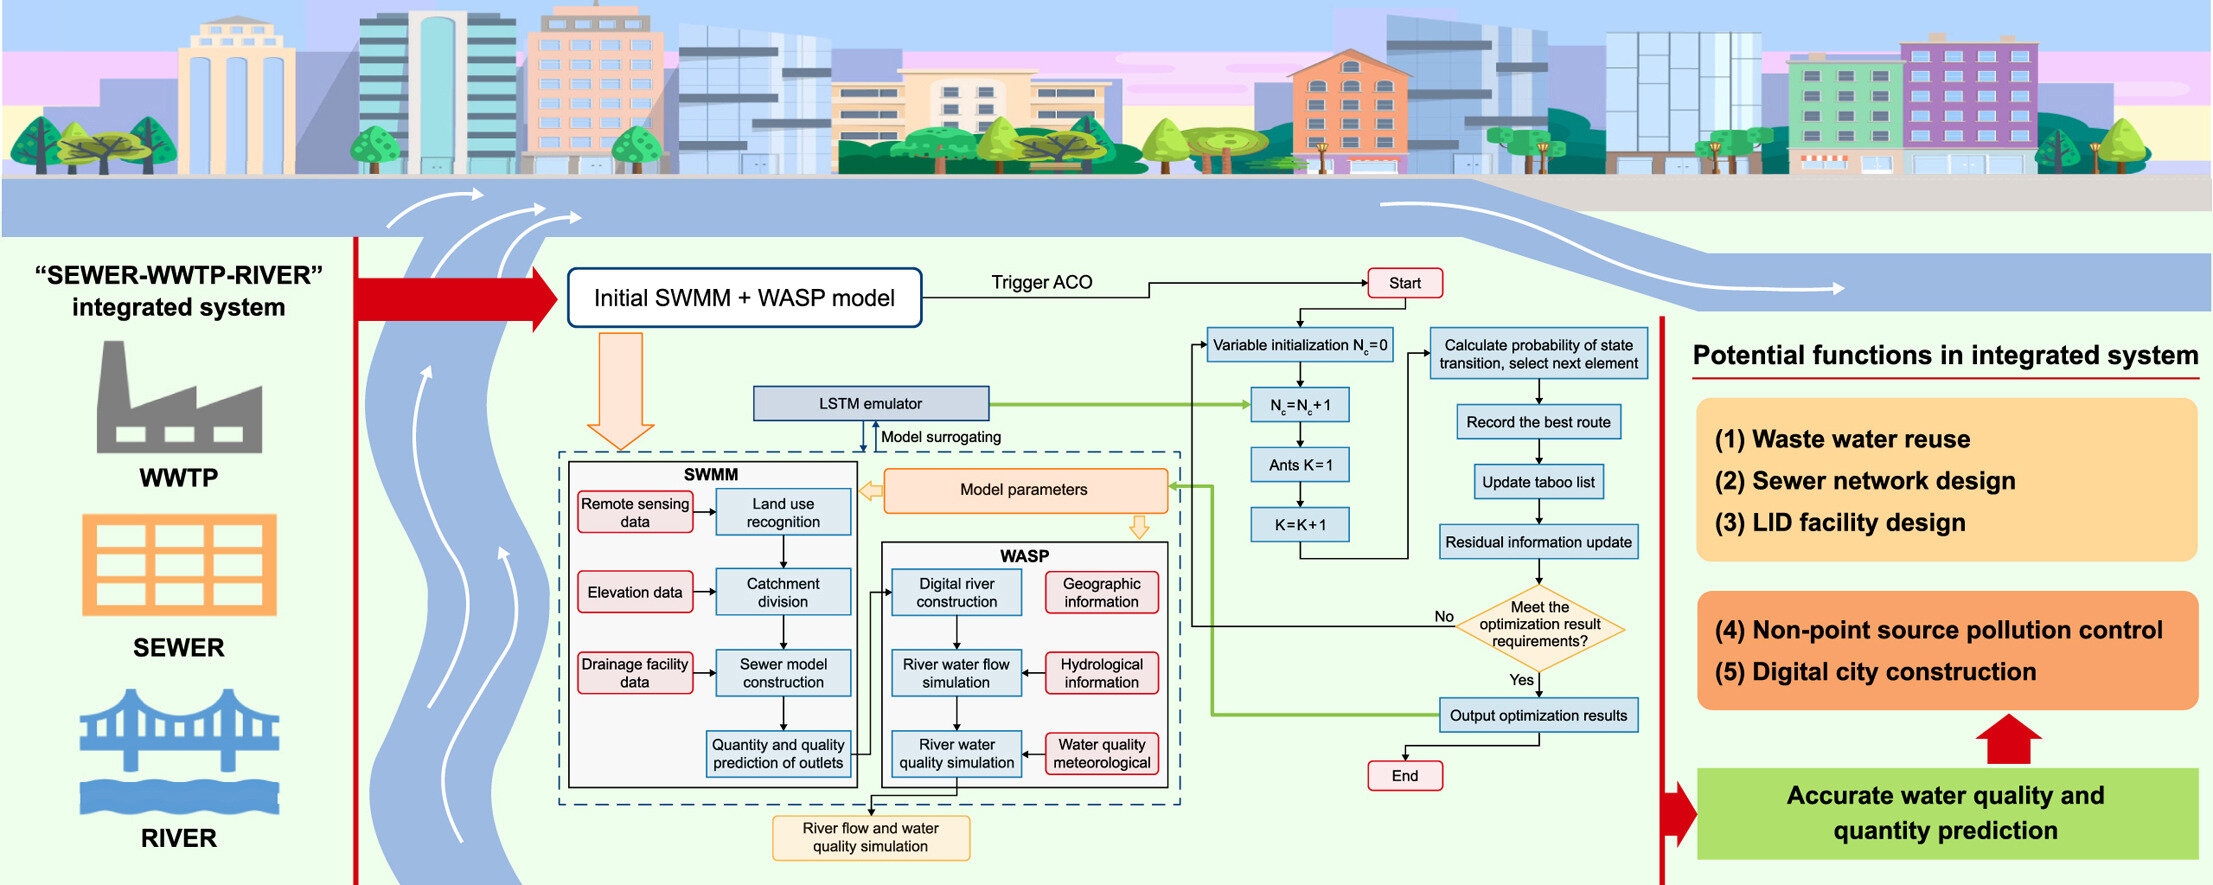 “SEWER-WWTP-RIVER”
integrated system
WWTP
SEWER
RIVER
Initial SWMM + WASP model
Trigger ACO
Start
Variable initialization Nc=0
Nc=Nc+1
Ants K=1
K=K+1
Calculate probability of state
transition, select next element
Record the best route
Update taboo list
Residual information update
Meet the
optimization result
requirements?
No
Yes
Output optimization results
End
LSTM emulator
Model surrogating
Model parameters
SWMM
Remote sensing
data
Land use
recognition
Elevation data
Catchment
division
Drainage facility
data
Sewer model
construction
Quantity and quality
prediction of outlets
WASP
Digital river
construction
Geographic
information
River water flow
simulation
Hydrological
information
River water
quality simulation
Water quality
meteorological
River flow and water
quality simulation
Potential functions in integrated system
(1) Waste water reuse
(2) Sewer network design
(3) LID facility design
(4) Non-point source pollution control
(5) Digital city construction
Accurate water quality and
quantity prediction